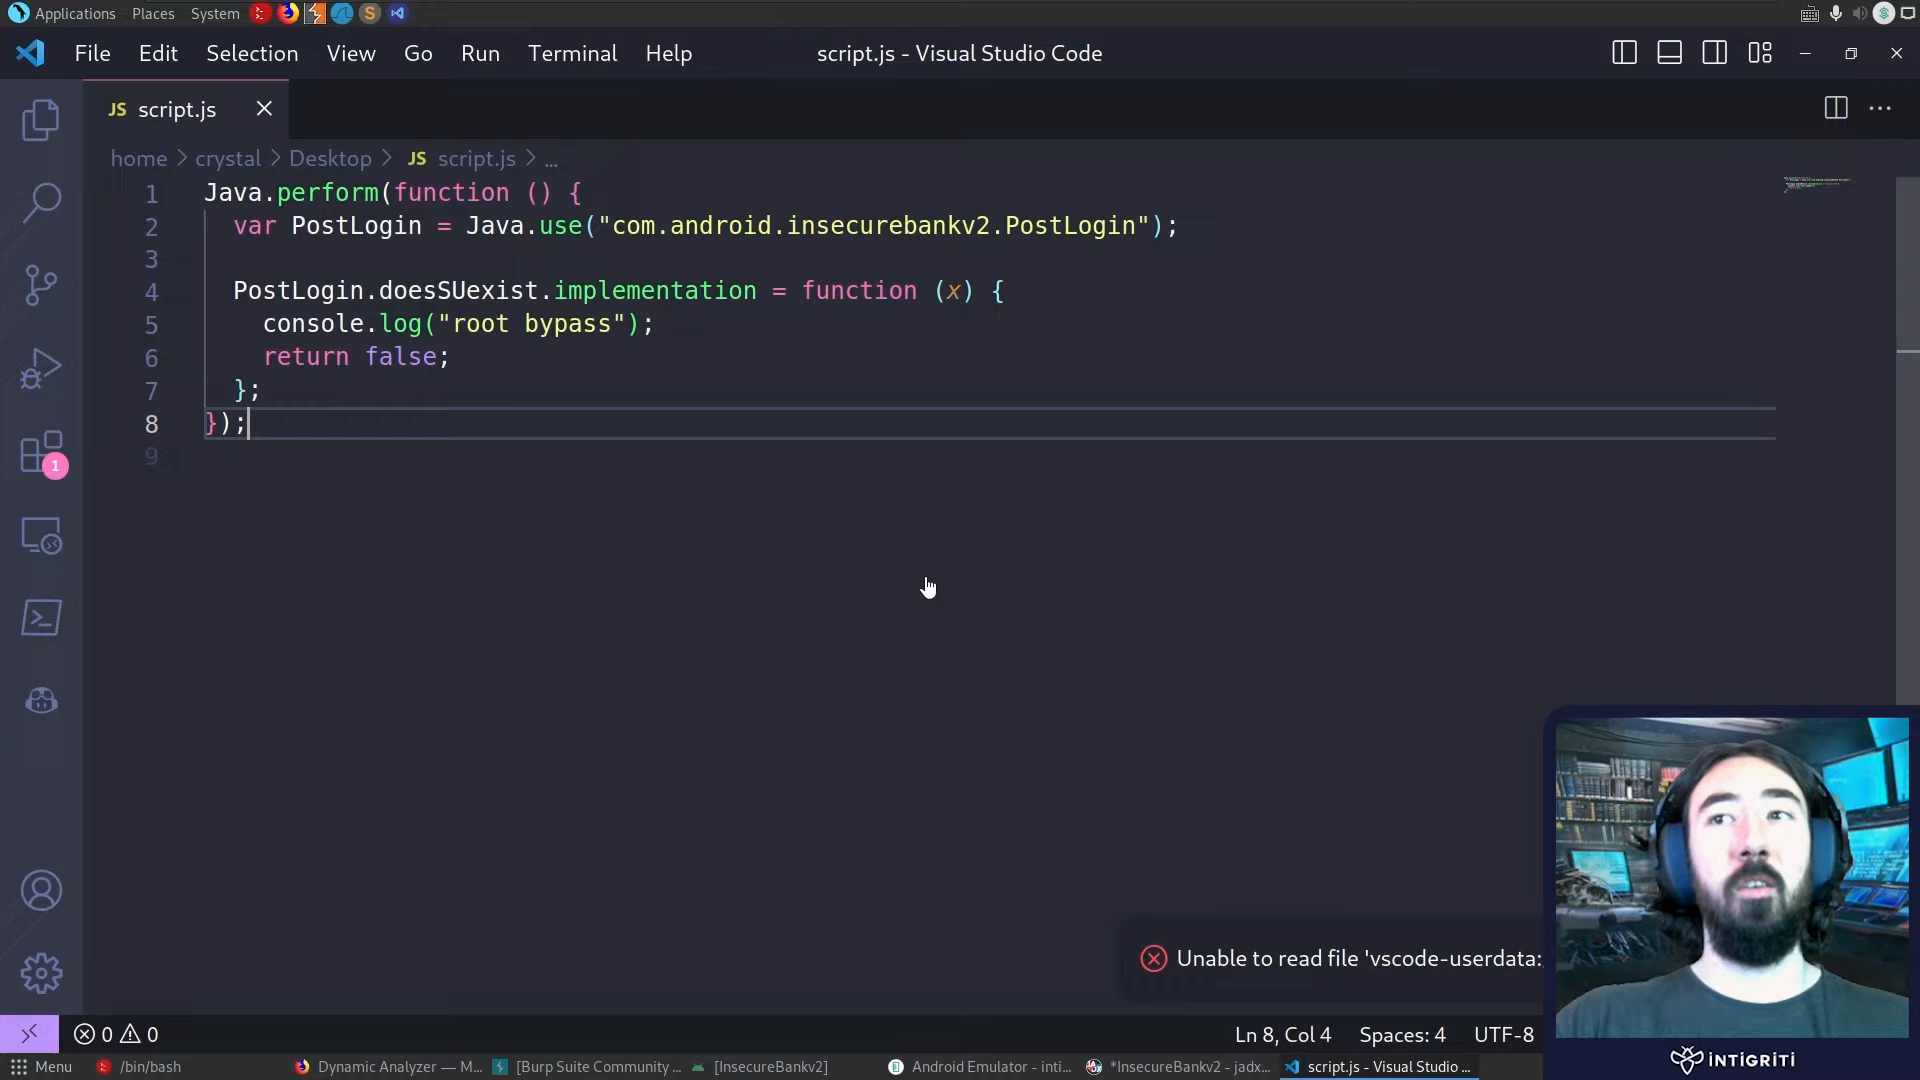 Applications Places System
File Edit Selection View Go Run Terminal Help script.js - Visual Studio Code
JS script.js
home > crystal > Desktop > JS script.js > ...
1 Java.perform(function () {
2 var PostLogin = Java.use("com.android.insecurebankv2.PostLogin");
3
4 PostLogin.doesSUexist.implementation = function (x) {
5 console.log("root bypass");
6 return false;
7 };
8 });
9
1
Unable to read file 'vscode-userdata:
0 0 Ln 8, Col 4 Spaces: 4 UTF-8
Menu /bin/bash Dynamic Analyzer — M... [Burp Suite Community ... [InsecureBankv2] Android Emulator - inti... *InsecureBankv2 - jadx... script.js - Visual Studio ...
INTIGRITI